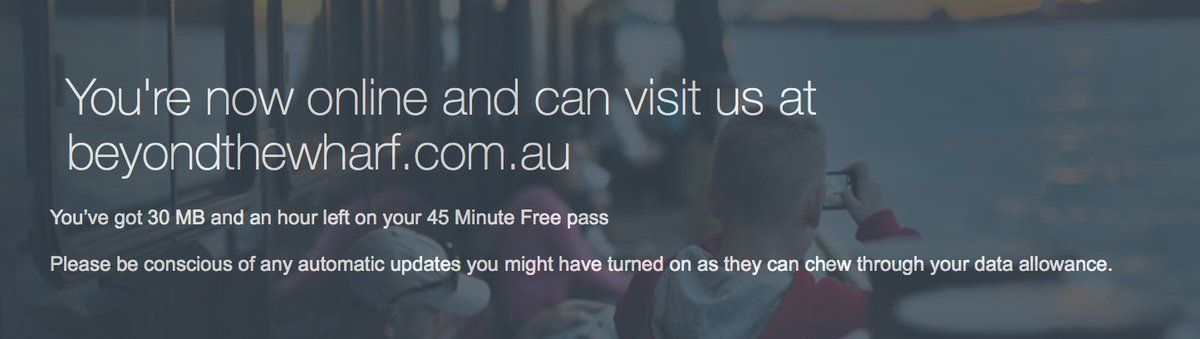 You're now online and can visit us at
beyondthewharf.com.au
You’ve got 30 MB and an hour left on your 45 Minute Free pass
Please be conscious of any automatic updates you might have turned on as they can chew through your data allowance.